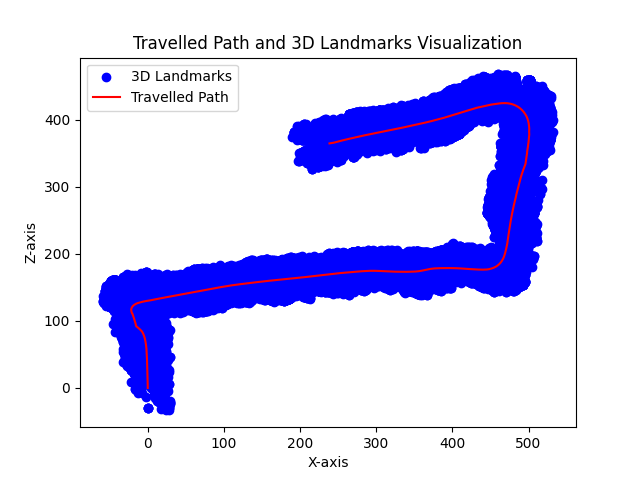 Travelled Path and 3D Landmarks Visualization
3D Landmarks
Travelled Path
400
300
200
100
0
Z-axis
0 100 200 300 400 500
X-axis